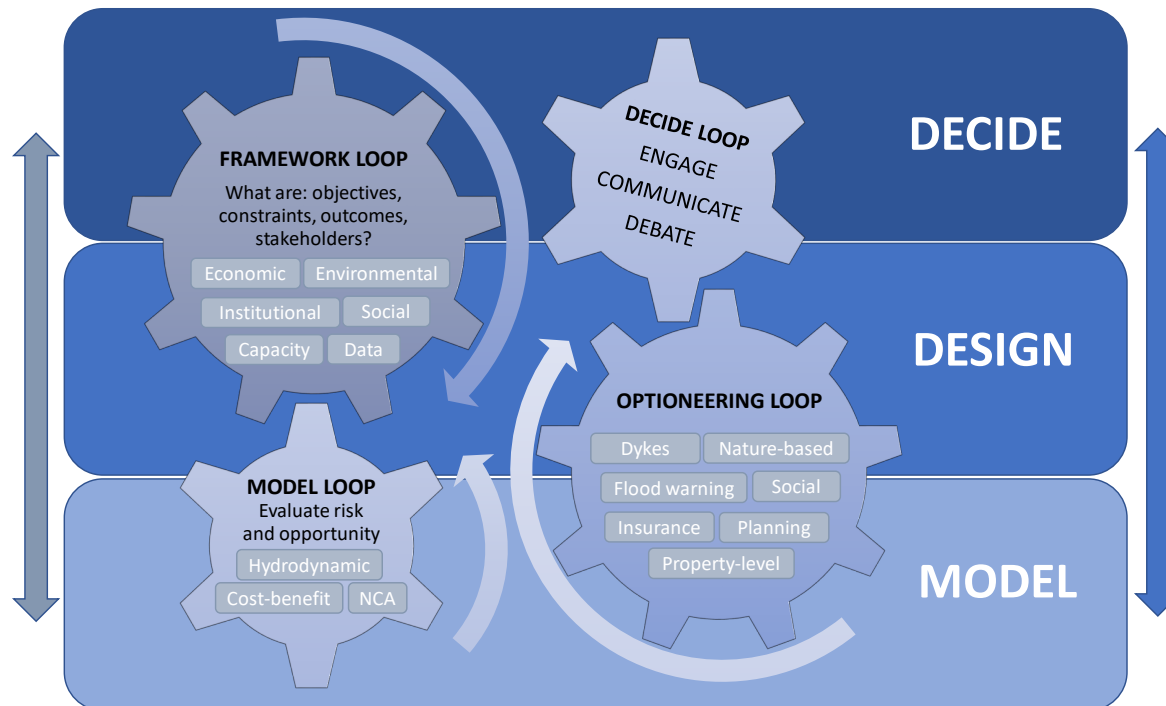 DECIDE
FRAMEWORK LOOP
What are: objectives,
constraints, outcomes,
stakeholders?
Economic
Environmental
Institutional
Social
Capacity
Data
DECIDE LOOP
ENGAGE
COMMUNICATE
DEBATE
DESIGN
OPTIONEERING LOOP
Dykes
Nature-based
Flood warning
Social
Insurance
Planning
Property-level
MODEL LOOP
Evaluate risk
and opportunity
Hydrodynamic
Cost-benefit
NCA
MODEL